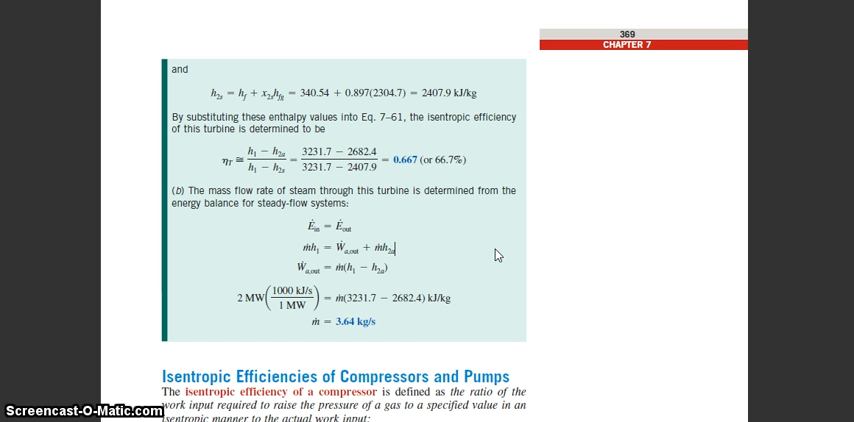 369
CHAPTER 7
and
h₂ₛ = h_f + x₂ₛh_fg = 340.54 + 0.897(2304.7) = 2407.9 kJ/kg
By substituting these enthalpy values into Eq. 7–61, the isentropic efficiency
of this turbine is determined to be
η_T ≅ (h₁ − h₂ₐ)/(h₁ − h₂ₛ) = (3231.7 − 2682.4)/(3231.7 − 2407.9) = 0.667 (or 66.7%)
(b) The mass flow rate of steam through this turbine is determined from the
energy balance for steady-flow systems:
Ė_in = Ė_out
ṁh₁ = Ẇ_a,out + ṁh₂ₐ
Ẇ_a,out = ṁ(h₁ − h₂ₐ)
2 MW(1000 kJ/s / 1 MW) = ṁ(3231.7 − 2682.4) kJ/kg
ṁ = 3.64 kg/s
Isentropic Efficiencies of Compressors and Pumps
The isentropic efficiency of a compressor is defined as the ratio of the
work input required to raise the pressure of a gas to a specified value in an
isentropic manner to the actual work input:
Screencast-O-Matic.com